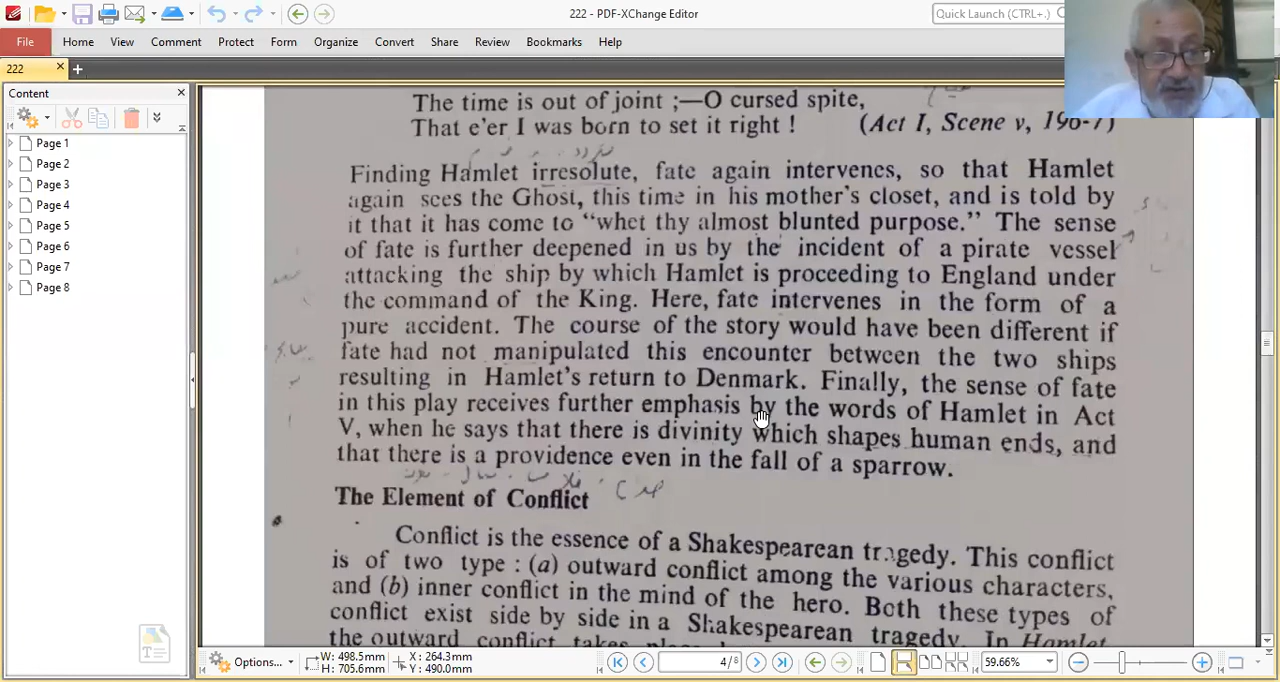 222 - PDF-XChange Editor
Quick Launch (CTRL+.)
File Home View Comment Protect Form Organize Convert Share Review Bookmarks Help
222
Content
Page 1
Page 2
Page 3
Page 4
Page 5
Page 6
Page 7
Page 8
The time is out of joint ;—O cursed spite,
That e'er I was born to set it right ! (Act I, Scene v, 196-7)
Finding Hamlet irresolute, fate again intervenes, so that Hamlet
again sees the Ghost, this time in his mother's closet, and is told by
it that it has come to "whet thy almost blunted purpose." The sense
of fate is further deepened in us by the incident of a pirate vessel
attacking the ship by which Hamlet is proceeding to England under
the command of the King. Here, fate intervenes in the form of a
pure accident. The course of the story would have been different if
fate had not manipulated this encounter between the two ships
resulting in Hamlet's return to Denmark. Finally, the sense of fate
in this play receives further emphasis by the words of Hamlet in Act
V, when he says that there is divinity which shapes human ends, and
that there is a providence even in the fall of a sparrow.
The Element of Conflict
Conflict is the essence of a Shakespearean tragedy. This conflict
is of two type : (a) outward conflict among the various characters,
and (b) inner conflict in the mind of the hero. Both these types of
conflict exist side by side in a Shakespearean tragedy. In Hamlet
the outward conflict takes
Options...
W: 498.5mm
H: 705.6mm
X: 264.3mm
Y: 490.0mm
4/8
59.66%